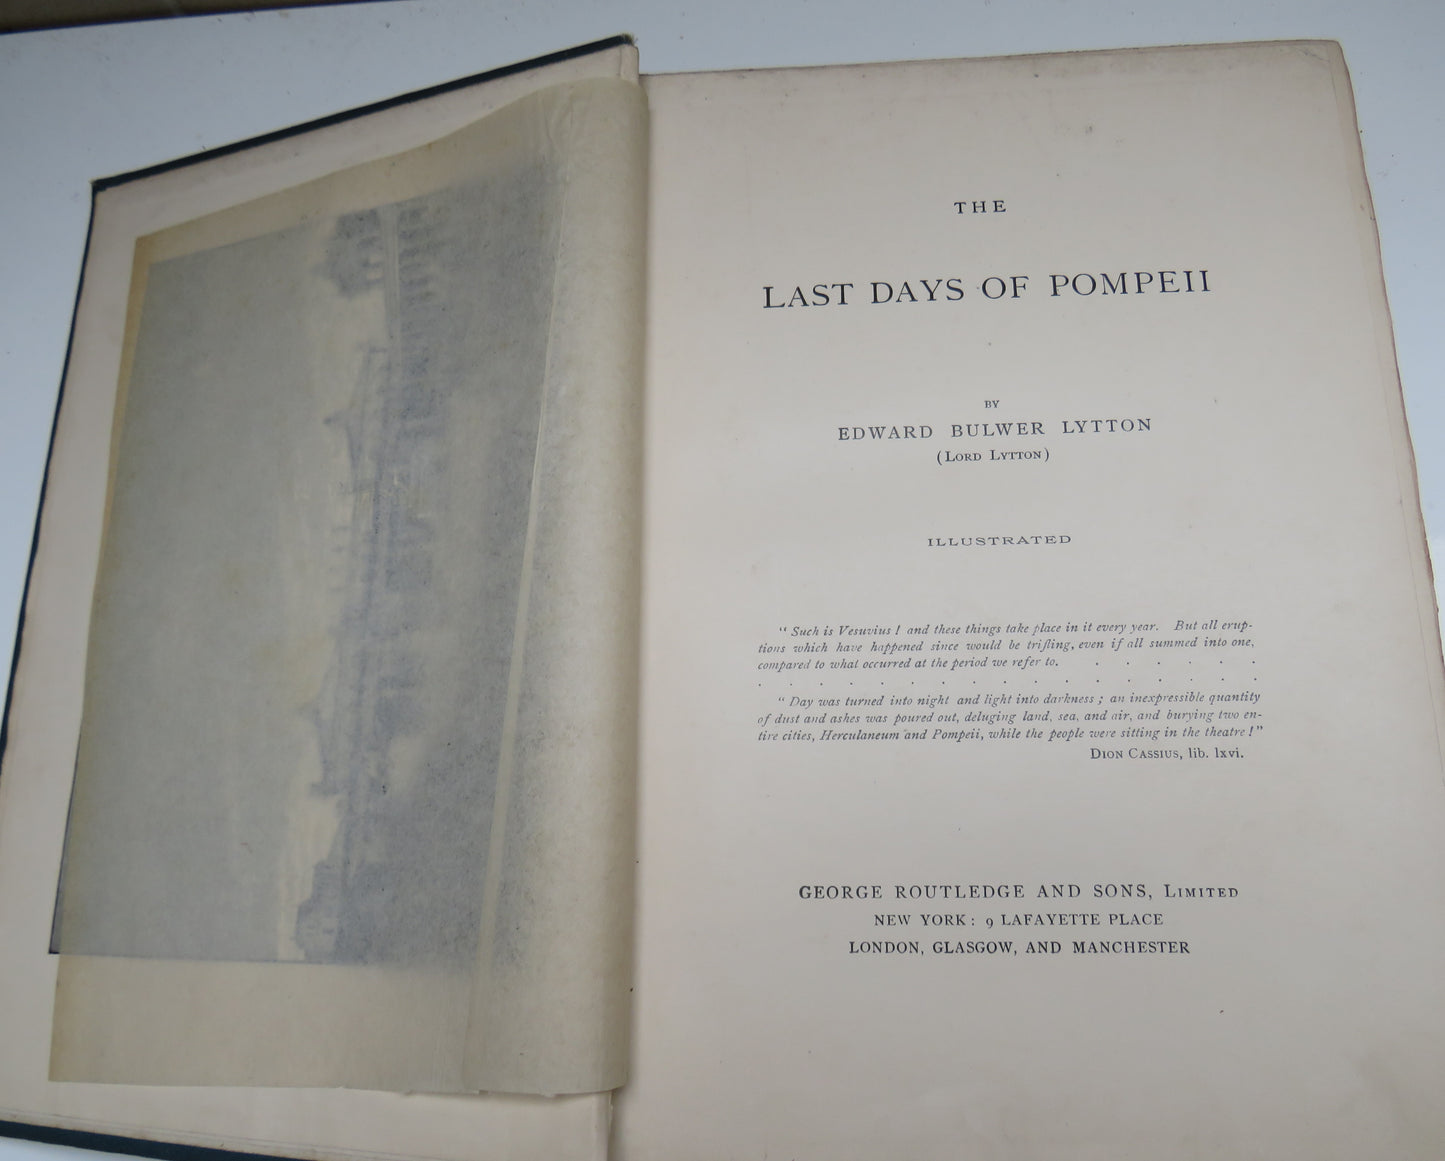 THE
LAST DAYS OF POMPEII
BY
EDWARD BULWER LYTTON
(LORD LYTTON)
ILLUSTRATED
"Such is Vesuvius! and these things take place in it every year. But all erup-
tions which have happened since would be trifling, even if all summed into one,
compared to what occurred at the period we refer to. . . . . . .
. . . . . . . . . . . . . . . . .
"Day was turned into night and light into darkness; an inexpressible quantity
of dust and ashes was poured out, deluging land, sea, and air, and burying two en-
tire cities, Herculaneum and Pompeii, while the people were sitting in the theatre!"
DION CASSIUS, lib. lxvi.
GEORGE ROUTLEDGE AND SONS, LIMITED
NEW YORK: 9 LAFAYETTE PLACE
LONDON, GLASGOW, AND MANCHESTER